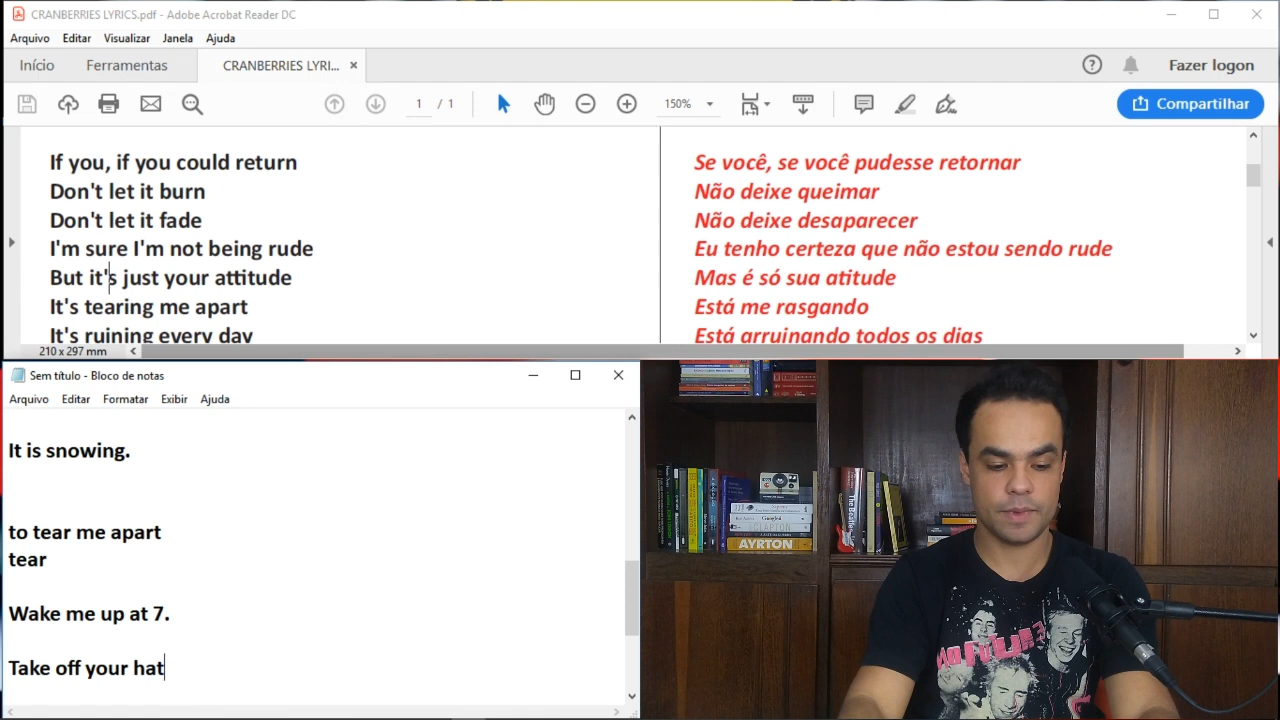 CRANBERRIES LYRICS.pdf - Adobe Acrobat Reader DC
Arquivo Editar Visualizar Janela Ajuda
Início Ferramentas CRANBERRIES LYRI... × Fazer logon
1 / 1 150% Compartilhar
If you, if you could return
Don't let it burn
Don't let it fade
I'm sure I'm not being rude
But it's just your attitude
It's tearing me apart
It's ruining every day
Se você, se você pudesse retornar
Não deixe queimar
Não deixe desaparecer
Eu tenho certeza que não estou sendo rude
Mas é só sua atitude
Está me rasgando
Está arruinando todos os dias
210 x 297 mm
Sem título - Bloco de notas
Arquivo Editar Formatar Exibir Ajuda
It is snowing.
to tear me apart
tear
Wake me up at 7.
Take off your hat
The Beatles
CLAPTON
AYRTON